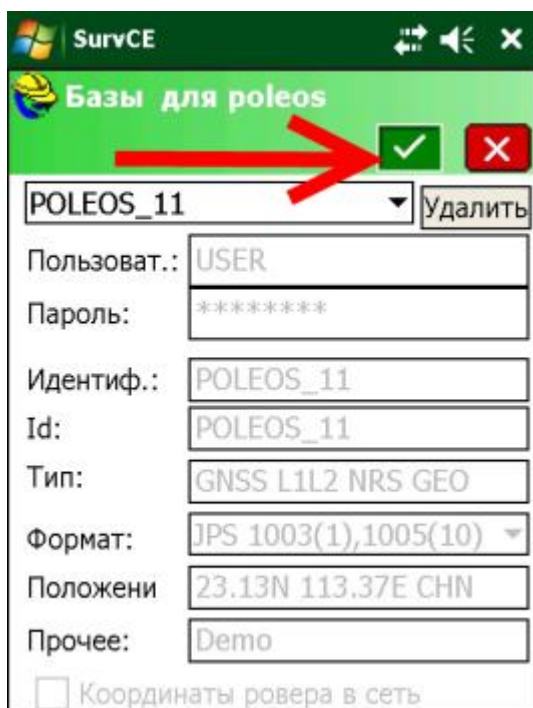 SurvCE
Базы для poleos
POLEOS_11
Удалить
Пользоват.: USER
Пароль: ********
Идентиф.: POLEOS_11
Id: POLEOS_11
Тип: GNSS L1L2 NRS GEO
Формат: JPS 1003(1),1005(10)
Положени 23.13N 113.37E CHN
Прочее: Demo
Координаты ровера в сеть